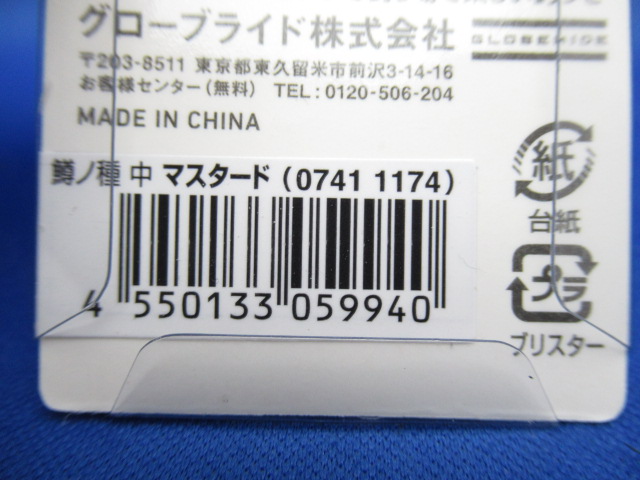 グローブライド株式会社
GLOBERIDE
〒203-8511 東京都東久留米市前沢3-14-16
お客様センター(無料) TEL:0120-506-204
MADE IN CHINA
鱒ノ種 中 マスタード (0741 1174)
4 550133 059940
紙
台紙
プラ
ブリスター